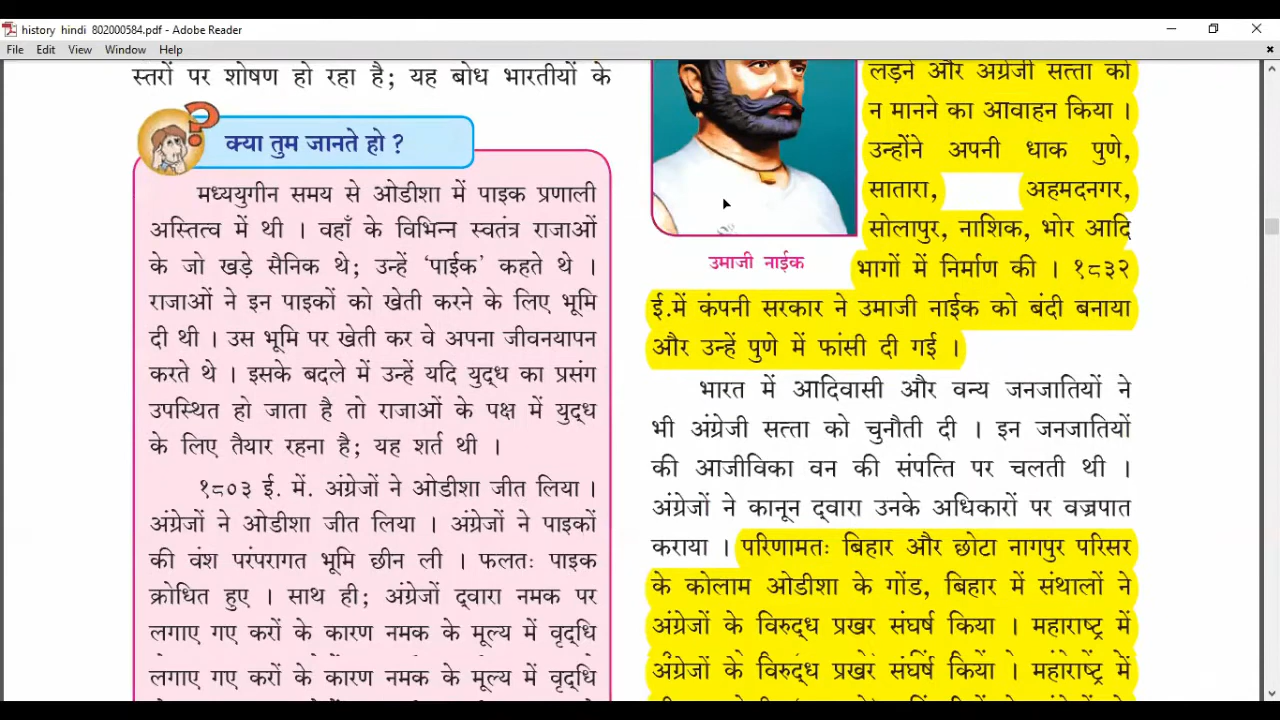 history hindi 802000584.pdf - Adobe Reader
File Edit View Window Help
स्तरों पर शोषण हो रहा है; यह बोध भारतीयों के
क्या तुम जानते हो ?
मध्ययुगीन समय से ओडीशा में पाइक प्रणाली
अस्तित्व में थी । वहाँ के विभिन्न स्वतंत्र राजाओं
के जो खड़े सैनिक थे; उन्हें ‘पाईक’ कहते थे ।
राजाओं ने इन पाइकों को खेती करने के लिए भूमि
दी थी । उस भूमि पर खेती कर वे अपना जीवनयापन
करते थे । इसके बदले में उन्हें यदि युद्ध का प्रसंग
उपस्थित हो जाता है तो राजाओं के पक्ष में युद्ध
के लिए तैयार रहना है; यह शर्त थी ।
१८०३ ई. में. अंग्रेजों ने ओडीशा जीत लिया ।
अंग्रेजों ने ओडीशा जीत लिया । अंग्रेजों ने पाइकों
की वंश परंपरागत भूमि छीन ली । फलतः पाइक
क्रोधित हुए । साथ ही; अंग्रेजों द्वारा नमक पर
लगाए गए करों के कारण नमक के मूल्य में वृद्धि
लगाए गए करों के कारण नमक के मूल्य में वृद्धि
लड़ने और अंग्रेजी सत्ता को
न मानने का आवाहन किया ।
उन्होंने अपनी धाक पुणे,
सातारा, अहमदनगर,
सोलापुर, नाशिक, भोर आदि
उमाजी नाईक
भागों में निर्माण की । १८३२
ई.में कंपनी सरकार ने उमाजी नाईक को बंदी बनाया
और उन्हें पुणे में फांसी दी गई ।
भारत में आदिवासी और वन्य जनजातियों ने
भी अंग्रेजी सत्ता को चुनौती दी । इन जनजातियों
की आजीविका वन की संपत्ति पर चलती थी ।
अंग्रेजों ने कानून द्वारा उनके अधिकारों पर वज्रपात
कराया । परिणामतः बिहार और छोटा नागपुर परिसर
के कोलाम ओडीशा के गोंड, बिहार में संथालों ने
अंग्रेजों के विरुद्ध प्रखर संघर्ष किया । महाराष्ट्र में
अंग्रेजों के विरुद्ध प्रखर संघर्ष किया । महाराष्ट्र में